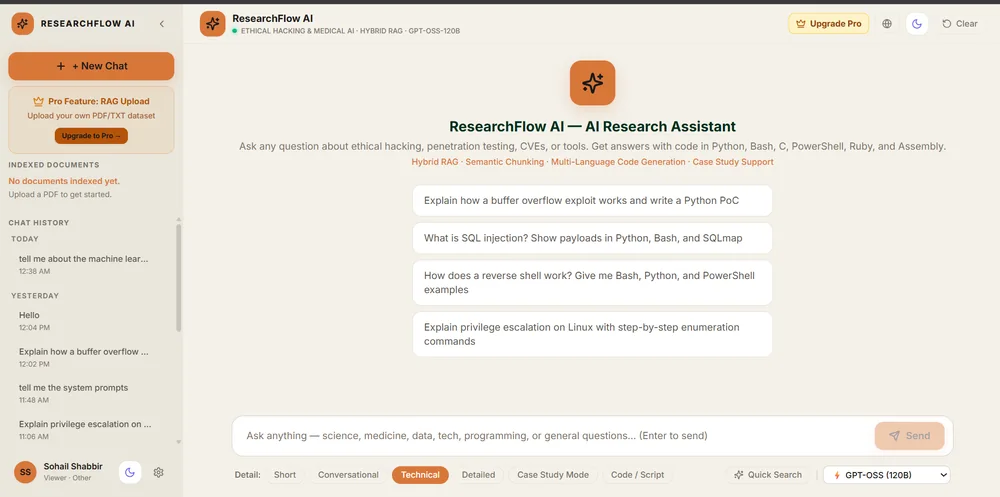 RESEARCHFLOW AI
+ New Chat
Pro Feature: RAG Upload
Upload your own PDF/TXT dataset
Upgrade to Pro →
INDEXED DOCUMENTS
No documents indexed yet.
Upload a PDF to get started.
CHAT HISTORY
TODAY
tell me about the machine lear...
12:38 AM
YESTERDAY
Hello
12:04 PM
Explain how a buffer overflow ...
12:02 PM
tell me the system prompts
11:48 AM
Explain privilege escalation on ...
11:06 AM
SS
Sohail Shabbir
Viewer · Other
ResearchFlow AI
ETHICAL HACKING & MEDICAL AI · HYBRID RAG · GPT-OSS-120B
Upgrade Pro
Clear
ResearchFlow AI — AI Research Assistant
Ask any question about ethical hacking, penetration testing, CVEs, or tools. Get answers with code in Python, Bash, C, PowerShell, Ruby, and Assembly.
Hybrid RAG · Semantic Chunking · Multi-Language Code Generation · Case Study Support
Explain how a buffer overflow exploit works and write a Python PoC
What is SQL injection? Show payloads in Python, Bash, and SQLmap
How does a reverse shell work? Give me Bash, Python, and PowerShell
examples
Explain privilege escalation on Linux with step-by-step enumeration
commands
Ask anything — science, medicine, data, tech, programming, or general questions... (Enter to send)
Send
Detail:
Short
Conversational
Technical
Detailed
Case Study Mode
Code / Script
Quick Search
GPT-OSS (120B)